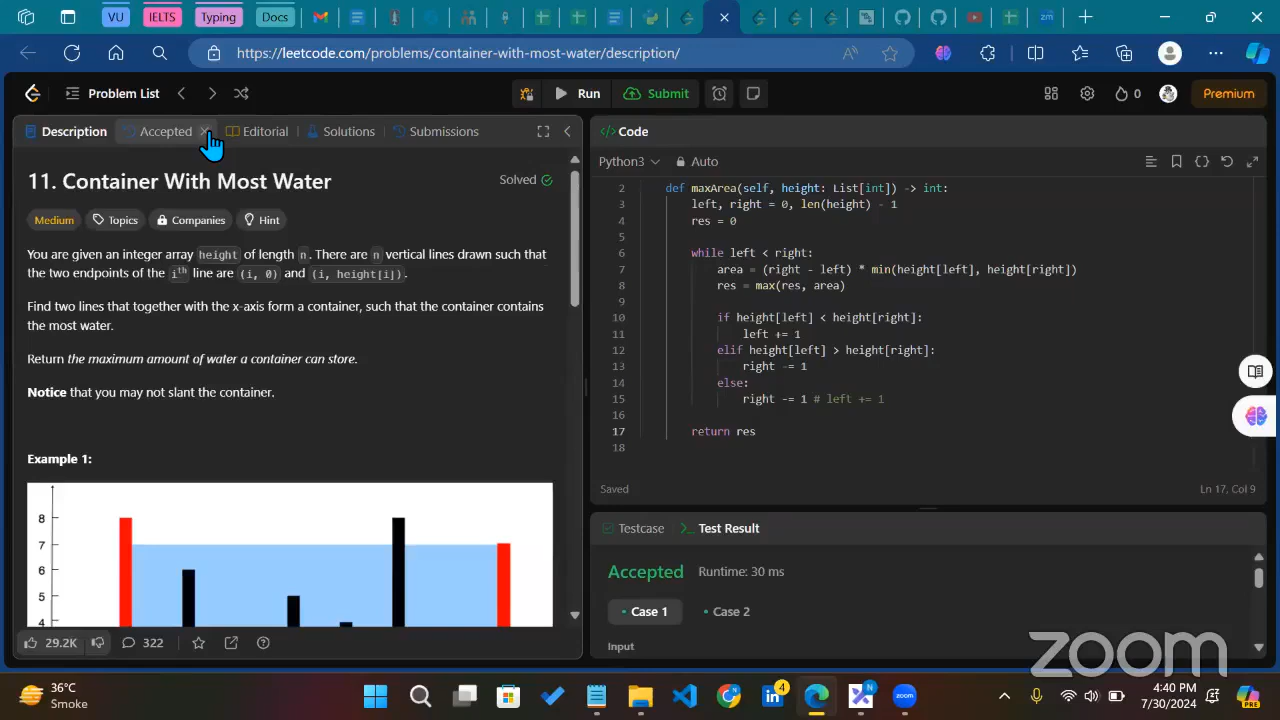 VU
IELTS
Typing
Docs
zm
https://leetcode.com/problems/container-with-most-water/description/
Problem List
Run
Submit
0
Premium
Description
Accepted
Editorial
Solutions
Submissions
11. Container With Most Water
Solved
Medium
Topics
Companies
Hint
You are given an integer array height of length n. There are n vertical lines drawn such that
the two endpoints of the ith line are (i, 0) and (i, height[i]).
Find two lines that together with the x-axis form a container, such that the container contains
the most water.
Return the maximum amount of water a container can store.
Notice that you may not slant the container.
Example 1:
8
7
6
5
4
29.2K
322
</> Code
Python3
Auto
2 def maxArea(self, height: List[int]) -> int:
3 left, right = 0, len(height) - 1
4 res = 0
5
6 while left < right:
7 area = (right - left) * min(height[left], height[right])
8 res = max(res, area)
9
10 if height[left] < height[right]:
11 left += 1
12 elif height[left] > height[right]:
13 right -= 1
14 else:
15 right -= 1 # left += 1
16
17 return res
18
Saved
Ln 17, Col 9
Testcase
>_ Test Result
Accepted
Runtime: 30 ms
Case 1
Case 2
Input
zoom
36°C
Smoke
4
N
zoom
4:40 PM
7/30/2024
PRE